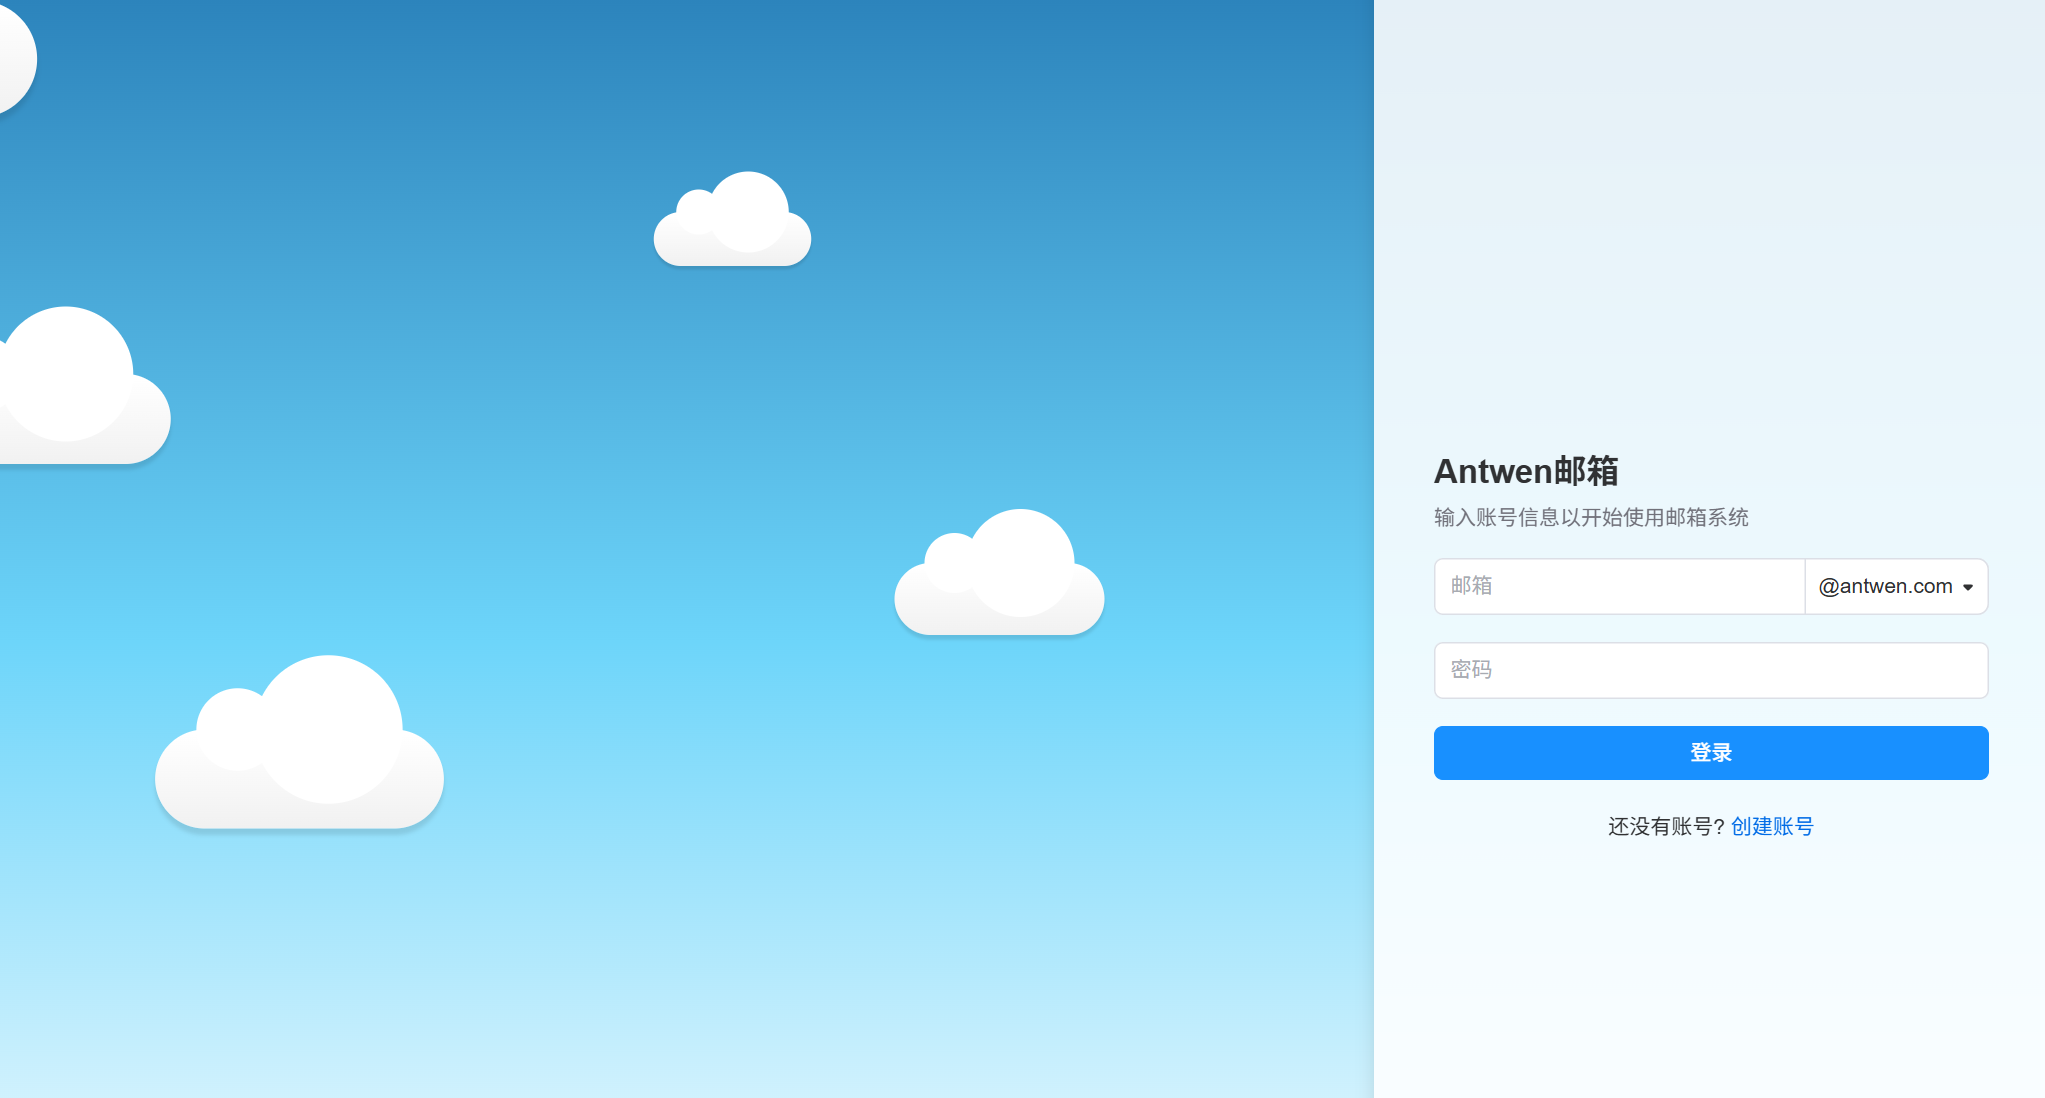 Antwen邮箱
输入账号信息以开始使用邮箱系统
邮箱 @antwen.com
密码
登录
还没有账号? 创建账号